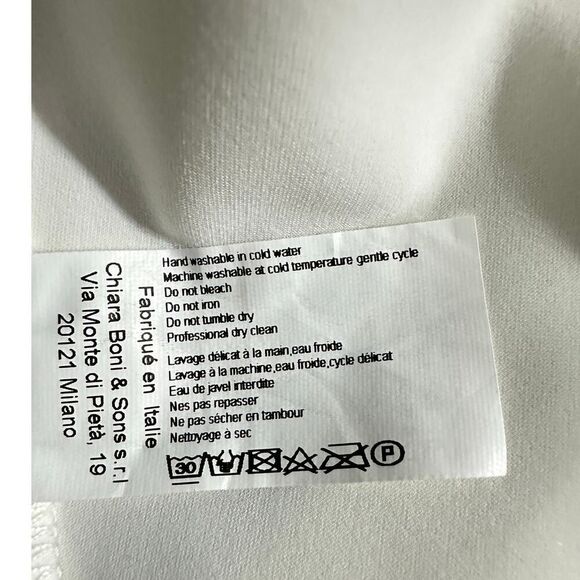 Hand washable in cold water
Machine washable at cold temperature gentle cycle
Do not bleach
Do not iron
Do not tumble dry
Professional dry clean
Lavage délicat à la main,eau froide
Lavage à la machine,eau froide,cycle délicat
Eau de javel interdite
Nes pas repasser
Ne pas sécher en tambour
Nettoyage à sec
30
P
Fabriqué en Italie
Chiara Boni & Sons s.r.l
Via Monte di Pietà, 19
20121 Milano